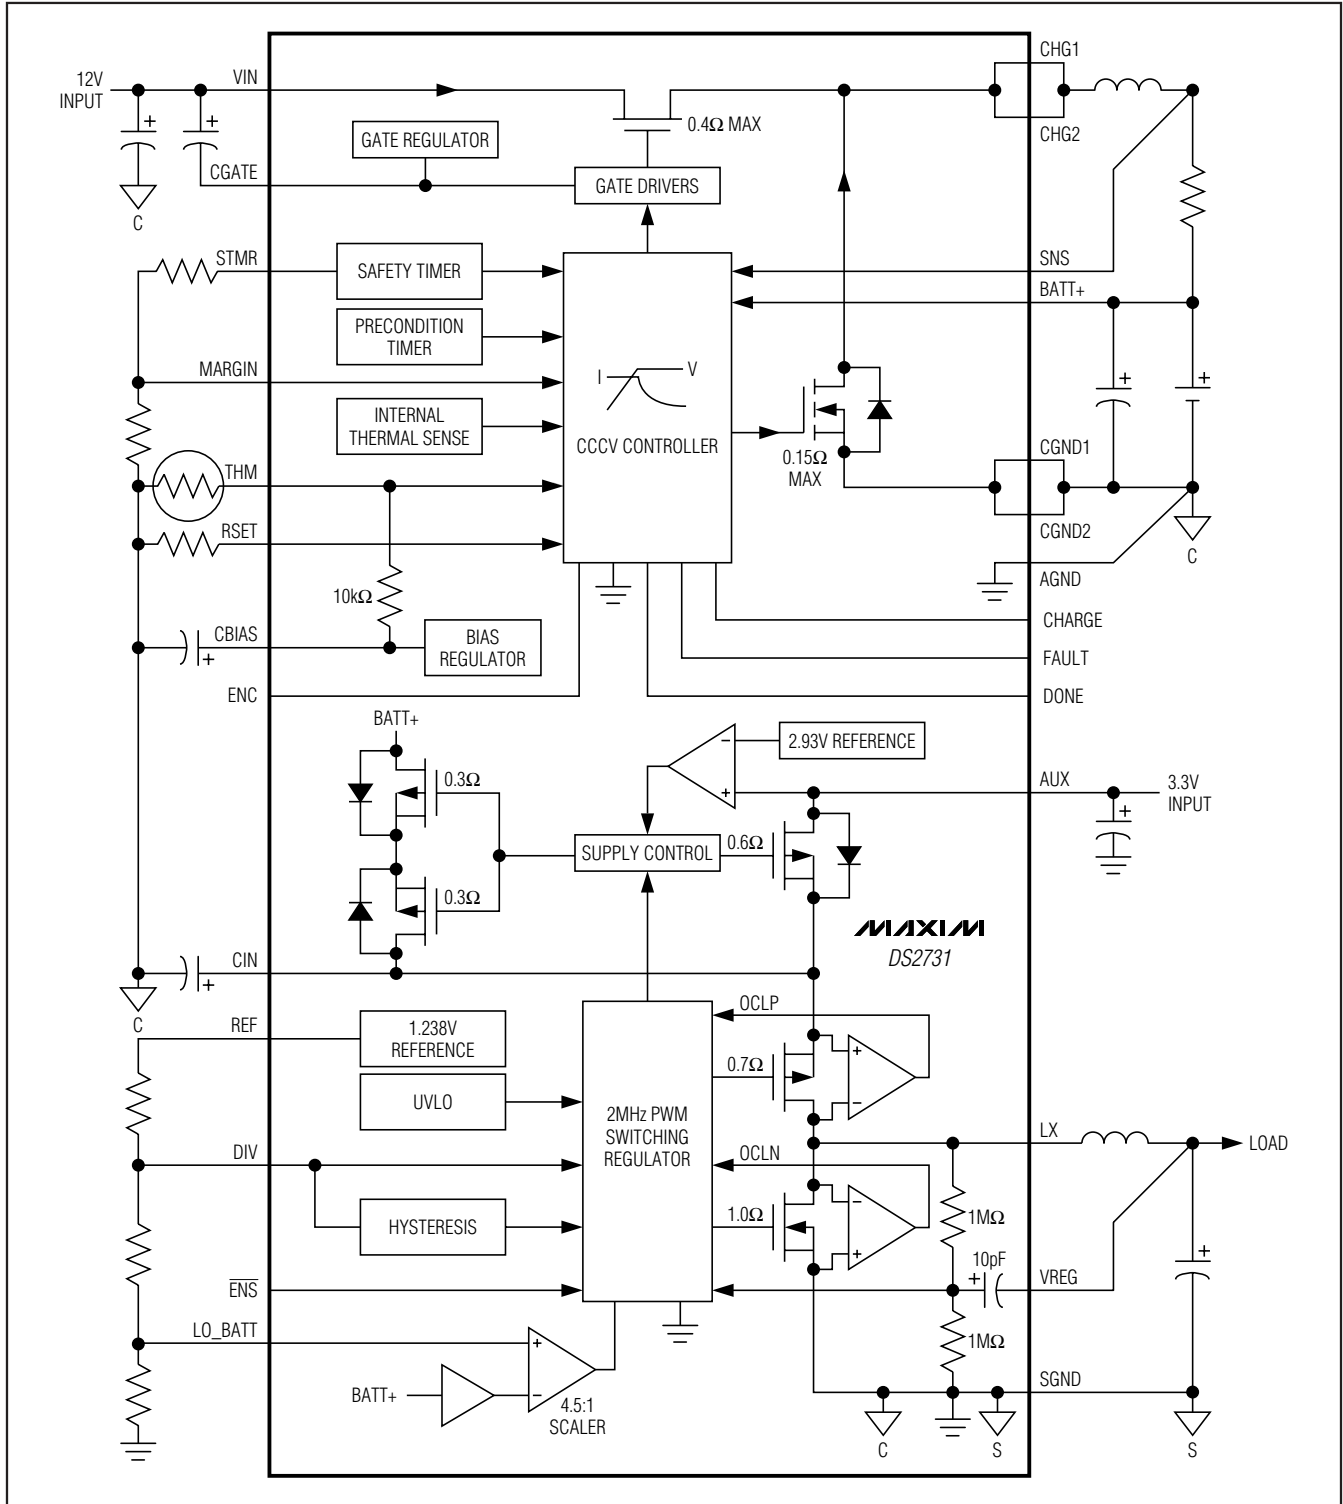 CHG1
12V
INPUT
VIN
0.4Ω MAX
CHG2
GATE REGULATOR
CGATE
GATE DRIVERS
C
STMR
SAFETY TIMER
SNS
BATT+
PRECONDITION
TIMER
MARGIN
I
V
INTERNAL
THERMAL SENSE
CCCV CONTROLLER
0.15Ω
MAX
CGND1
THM
RSET
CGND2
C
AGND
10kΩ
CHARGE
CBIAS
BIAS
REGULATOR
FAULT
ENC
DONE
BATT+
2.93V REFERENCE
0.3Ω
AUX
3.3V
INPUT
SUPPLY CONTROL
0.6Ω
0.3Ω
MAXIM
DS2731
CIN
C
REF
1.238V
REFERENCE
OCLP
0.7Ω
UVLO
2MHz PWM
SWITCHING
REGULATOR
LX
LOAD
DIV
OCLN
HYSTERESIS
1.0Ω
1MΩ
10pF
ENS
VREG
LO_BATT
1MΩ
BATT+
4.5:1
SCALER
SGND
C
S
S